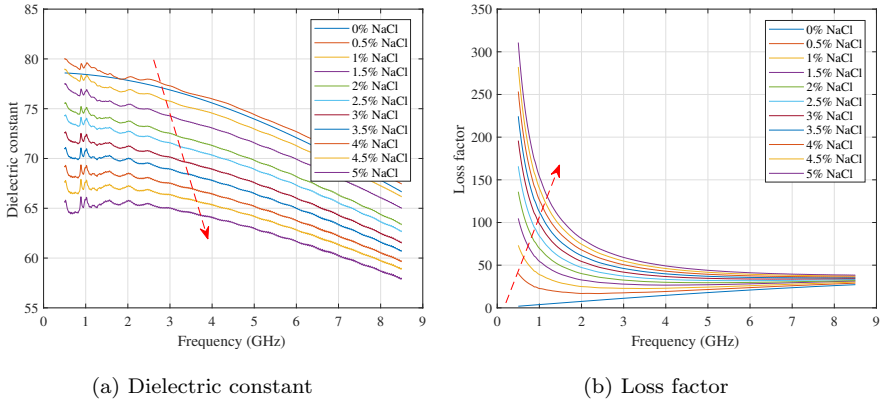 85
80
75
70
65
60
55
Dielectric constant
0% NaCl
0.5% NaCl
1% NaCl
1.5% NaCl
2% NaCl
2.5% NaCl
3% NaCl
3.5% NaCl
4% NaCl
4.5% NaCl
5% NaCl
0 1 2 3 4 5 6 7 8 9
Frequency (GHz)
(a) Dielectric constant
350
300
250
200
150
100
50
0
Loss factor
0% NaCl
0.5% NaCl
1% NaCl
1.5% NaCl
2% NaCl
2.5% NaCl
3% NaCl
3.5% NaCl
4% NaCl
4.5% NaCl
5% NaCl
0 1 2 3 4 5 6 7 8 9
Frequency (GHz)
(b) Loss factor